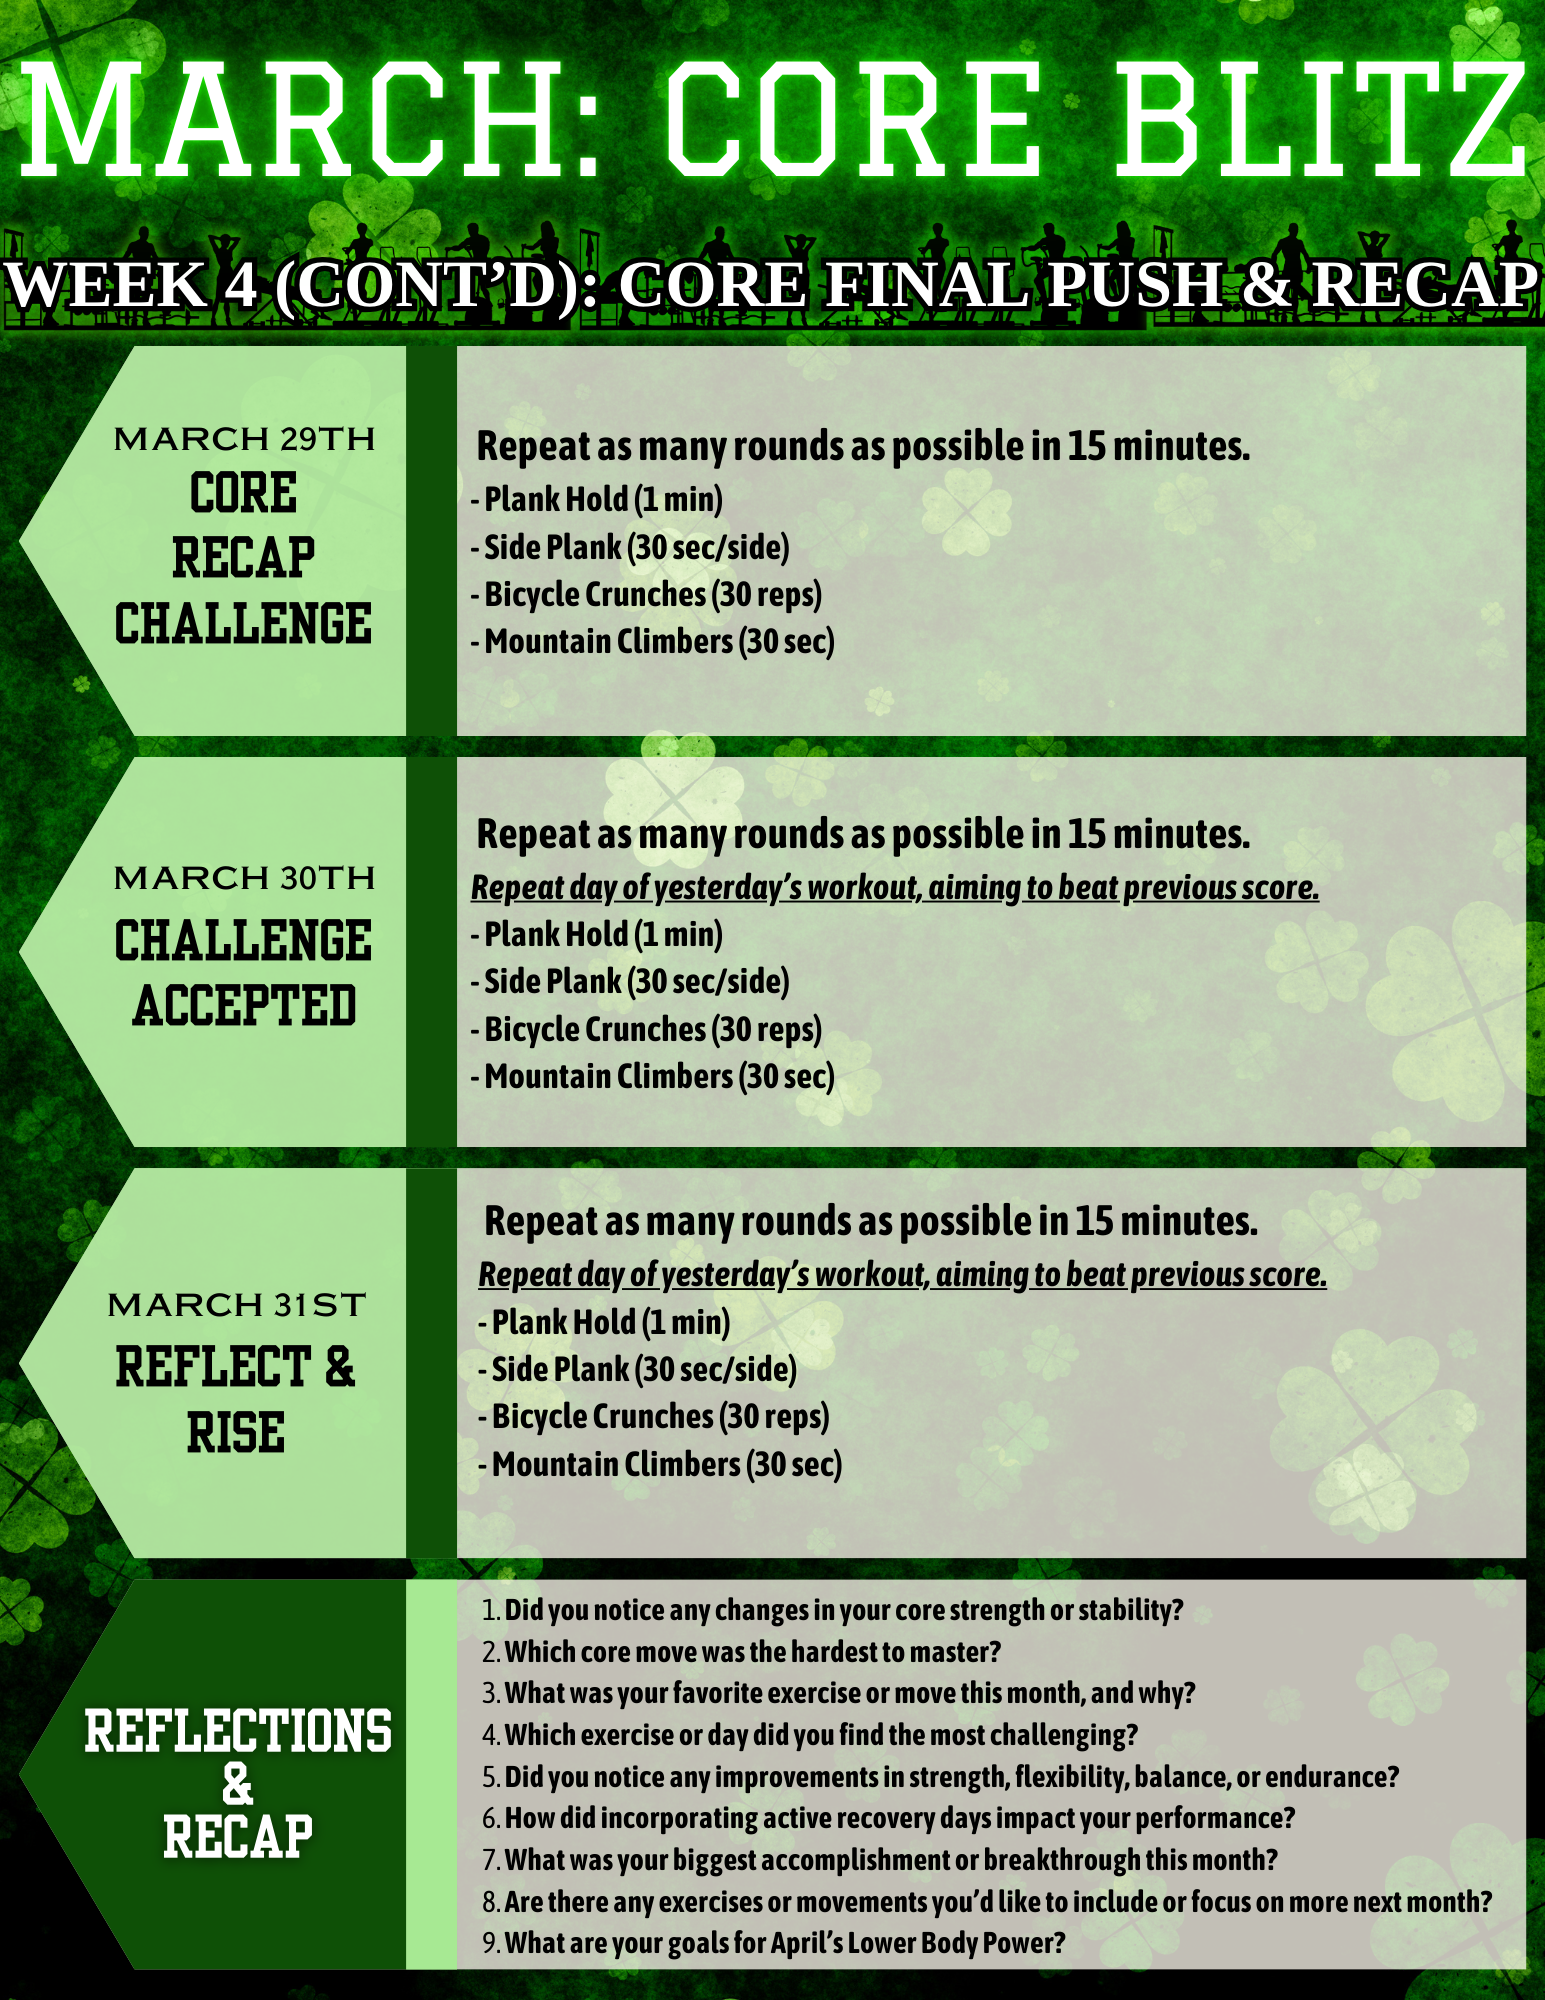 MARCH: CORE BLITZ
WEEK 4 (CONT’D): CORE FINAL PUSH & RECAP
MARCH 29TH
CORE
RECAP
CHALLENGE
Repeat as many rounds as possible in 15 minutes.
- Plank Hold (1 min)
- Side Plank (30 sec/side)
- Bicycle Crunches (30 reps)
- Mountain Climbers (30 sec)
MARCH 30TH
CHALLENGE
ACCEPTED
Repeat as many rounds as possible in 15 minutes.
Repeat day of yesterday’s workout, aiming to beat previous score.
- Plank Hold (1 min)
- Side Plank (30 sec/side)
- Bicycle Crunches (30 reps)
- Mountain Climbers (30 sec)
MARCH 31ST
REFLECT &
RISE
Repeat as many rounds as possible in 15 minutes.
Repeat day of yesterday’s workout, aiming to beat previous score.
- Plank Hold (1 min)
- Side Plank (30 sec/side)
- Bicycle Crunches (30 reps)
- Mountain Climbers (30 sec)
REFLECTIONS
&
RECAP
1. Did you notice any changes in your core strength or stability?
2. Which core move was the hardest to master?
3. What was your favorite exercise or move this month, and why?
4. Which exercise or day did you find the most challenging?
5. Did you notice any improvements in strength, flexibility, balance, or endurance?
6. How did incorporating active recovery days impact your performance?
7. What was your biggest accomplishment or breakthrough this month?
8. Are there any exercises or movements you’d like to include or focus on more next month?
9. What are your goals for April’s Lower Body Power?